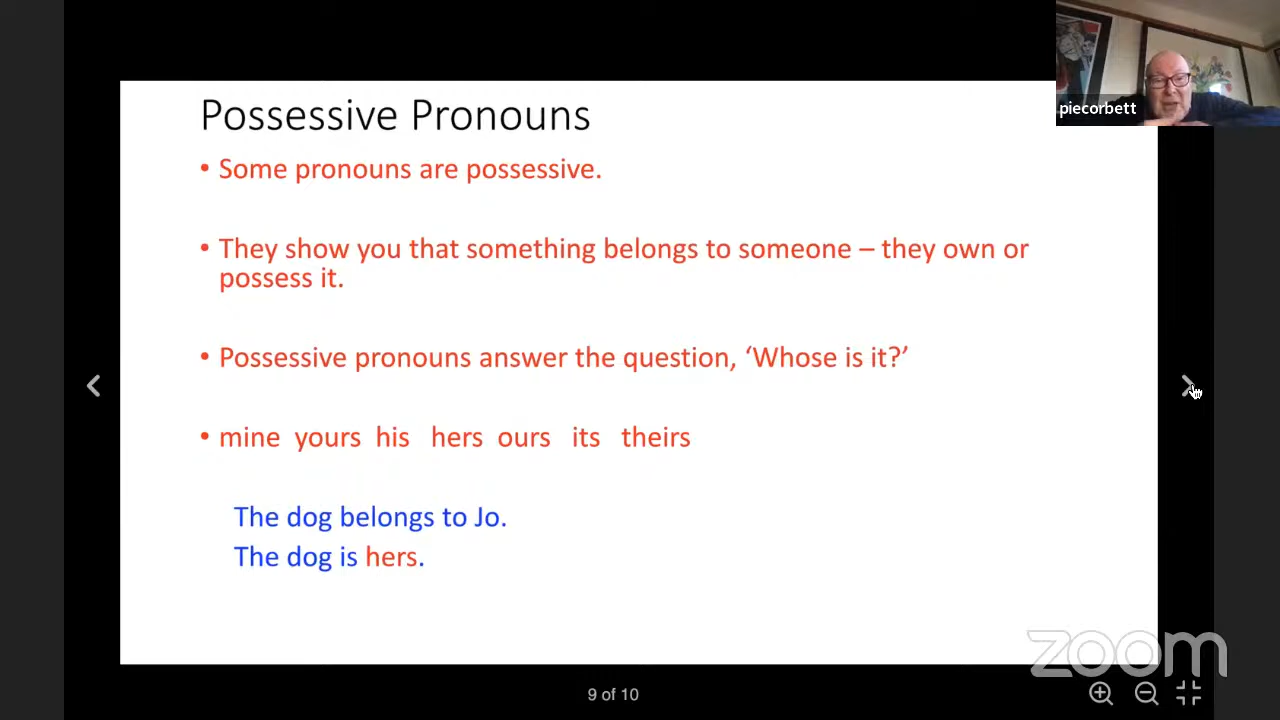 piecorbett
Possessive Pronouns
• Some pronouns are possessive.
• They show you that something belongs to someone – they own or
possess it.
• Possessive pronouns answer the question, ‘Whose is it?’
• mine yours his hers ours its theirs
The dog belongs to Jo.
The dog is hers.
zoom
9 of 10